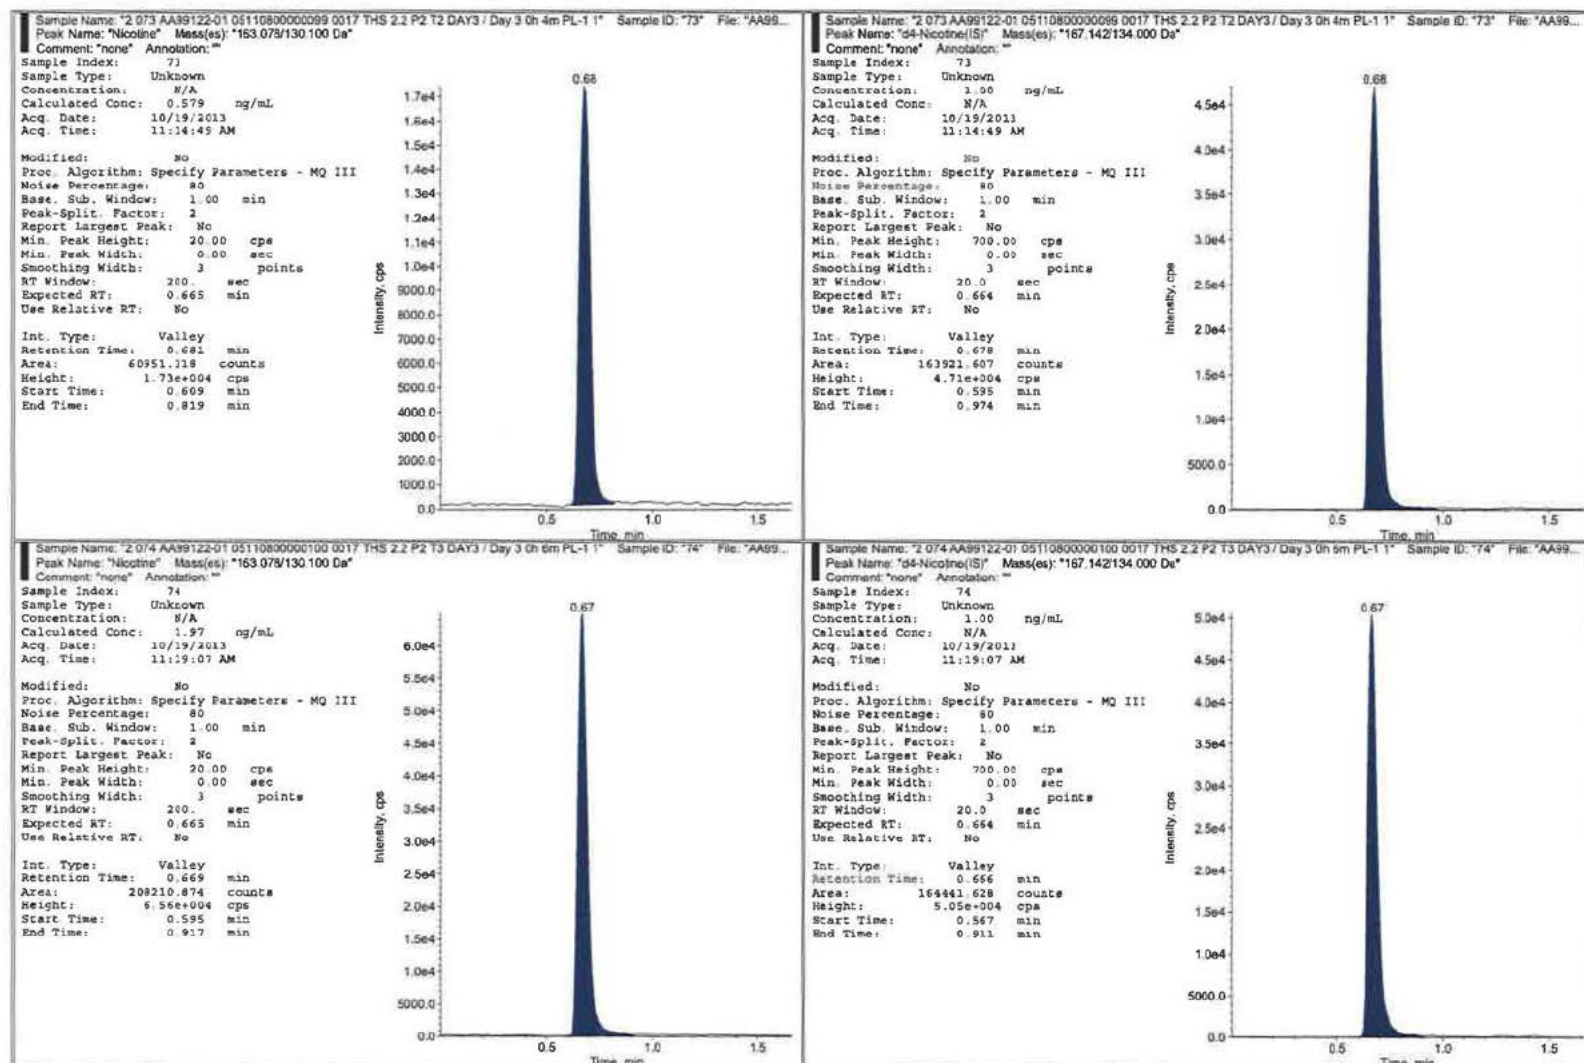 Sample Name: "2 073 AA99122-01 05110800000099 0017 THS 2.2 P2 T2 DAY3 / Day 3 0h 4m PL-1 1" Sample ID: "73" File: "AA99...
Peak Name: "Nicotine" Mass(es): "163.078/130.100 Da"
Comment: "none" Annotation: ""
Sample Index: 73
Sample Type: Unknown
Concentration: N/A
Calculated Conc: 0.579 ng/mL
Acq. Date: 10/19/2013
Acq. Time: 11:14:49 AM
Modified: No
Proc. Algorithm: Specify Parameters - MQ III
Noise Percentage: 80
Base. Sub. Window: 1.00 min
Peak-Split. Factor: 2
Report Largest Peak: No
Min. Peak Height: 20.00 cps
Min. Peak Width: 0.00 sec
Smoothing Width: 3 points
RT Window: 200. sec
Expected RT: 0.665 min
Use Relative RT: No
Int. Type: Valley
Retention Time: 0.681 min
Area: 60951.318 counts
Height: 1.73e+004 cps
Start Time: 0.609 min
End Time: 0.819 min
0.68
1.7e4
1.6e4
1.5e4
1.4e4
1.3e4
1.2e4
1.1e4
1.0e4
9000.0
8000.0
7000.0
6000.0
5000.0
4000.0
3000.0
2000.0
1000.0
0.0
Intensity, cps
0.5 1.0 1.5
Time, min
Sample Name: "2 073 AA99122-01 05110800000099 0017 THS 2.2 P2 T2 DAY3 / Day 3 0h 4m PL-1 1" Sample ID: "73" File: "AA99...
Peak Name: "d4-Nicotine(IS)" Mass(es): "167.142/134.000 Da"
Comment: "none" Annotation: ""
Sample Index: 73
Sample Type: Unknown
Concentration: 1.00 ng/mL
Calculated Conc: N/A
Acq. Date: 10/19/2013
Acq. Time: 11:14:49 AM
Modified: No
Proc. Algorithm: Specify Parameters - MQ III
Noise Percentage: 80
Base. Sub. Window: 1.00 min
Peak-Split. Factor: 2
Report Largest Peak: No
Min. Peak Height: 700.00 cps
Min. Peak Width: 0.00 sec
Smoothing Width: 3 points
RT Window: 20.0 sec
Expected RT: 0.664 min
Use Relative RT: No
Int. Type: Valley
Retention Time: 0.678 min
Area: 163921.607 counts
Height: 4.71e+004 cps
Start Time: 0.595 min
End Time: 0.974 min
0.68
4.5e4
4.0e4
3.5e4
3.0e4
2.5e4
2.0e4
1.5e4
1.0e4
5000.0
0.0
Intensity, cps
0.5 1.0 1.5
Time, min
Sample Name: "2 074 AA99122-01 05110800000100 0017 THS 2.2 P2 T3 DAY3 / Day 3 0h 6m PL-1 1" Sample ID: "74" File: "AA99...
Peak Name: "Nicotine" Mass(es): "163.078/130.100 Da"
Comment: "none" Annotation: ""
Sample Index: 74
Sample Type: Unknown
Concentration: N/A
Calculated Conc: 1.97 ng/mL
Acq. Date: 10/19/2013
Acq. Time: 11:19:07 AM
Modified: No
Proc. Algorithm: Specify Parameters - MQ III
Noise Percentage: 80
Base. Sub. Window: 1.00 min
Peak-Split. Factor: 2
Report Largest Peak: No
Min. Peak Height: 20.00 cps
Min. Peak Width: 0.00 sec
Smoothing Width: 3 points
RT Window: 200. sec
Expected RT: 0.665 min
Use Relative RT: No
Int. Type: Valley
Retention Time: 0.669 min
Area: 208210.874 counts
Height: 6.56e+004 cps
Start Time: 0.595 min
End Time: 0.917 min
0.67
6.0e4
5.5e4
5.0e4
4.5e4
4.0e4
3.5e4
3.0e4
2.5e4
2.0e4
1.5e4
1.0e4
5000.0
0.0
Intensity, cps
0.5 1.0 1.5
Time, min
Sample Name: "2 074 AA99122-01 05110800000100 0017 THS 2.2 P2 T3 DAY3 / Day 3 0h 6m PL-1 1" Sample ID: "74" File: "AA99...
Peak Name: "d4-Nicotine(IS)" Mass(es): "167.142/134.000 Da"
Comment: "none" Annotation: ""
Sample Index: 74
Sample Type: Unknown
Concentration: 1.00 ng/mL
Calculated Conc: N/A
Acq. Date: 10/19/2013
Acq. Time: 11:19:07 AM
Modified: No
Proc. Algorithm: Specify Parameters - MQ III
Noise Percentage: 80
Base. Sub. Window: 1.00 min
Peak-Split. Factor: 2
Report Largest Peak: No
Min. Peak Height: 700.00 cps
Min. Peak Width: 0.00 sec
Smoothing Width: 3 points
RT Window: 20.0 sec
Expected RT: 0.664 min
Use Relative RT: No
Int. Type: Valley
Retention Time: 0.666 min
Area: 164441.628 counts
Height: 5.05e+004 cps
Start Time: 0.567 min
End Time: 0.911 min
0.67
5.0e4
4.5e4
4.0e4
3.5e4
3.0e4
2.5e4
2.0e4
1.5e4
1.0e4
5000.0
0.0
Intensity, cps
0.5 1.0 1.5
Time, min